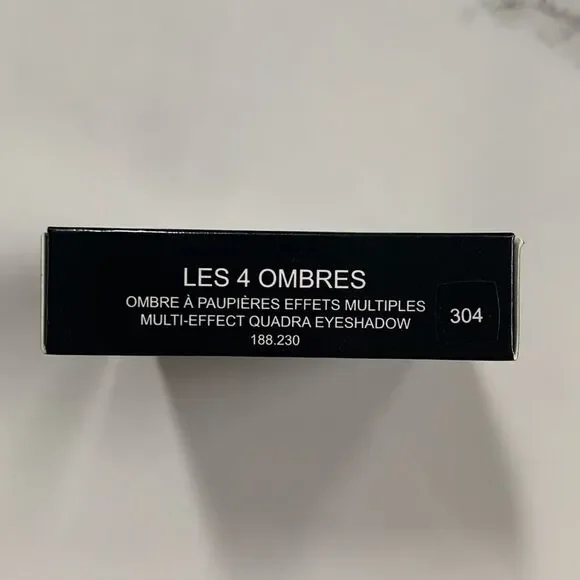 LES 4 OMBRES
OMBRE À PAUPIÈRES EFFETS MULTIPLES
MULTI-EFFECT QUADRA EYESHADOW
188.230
304